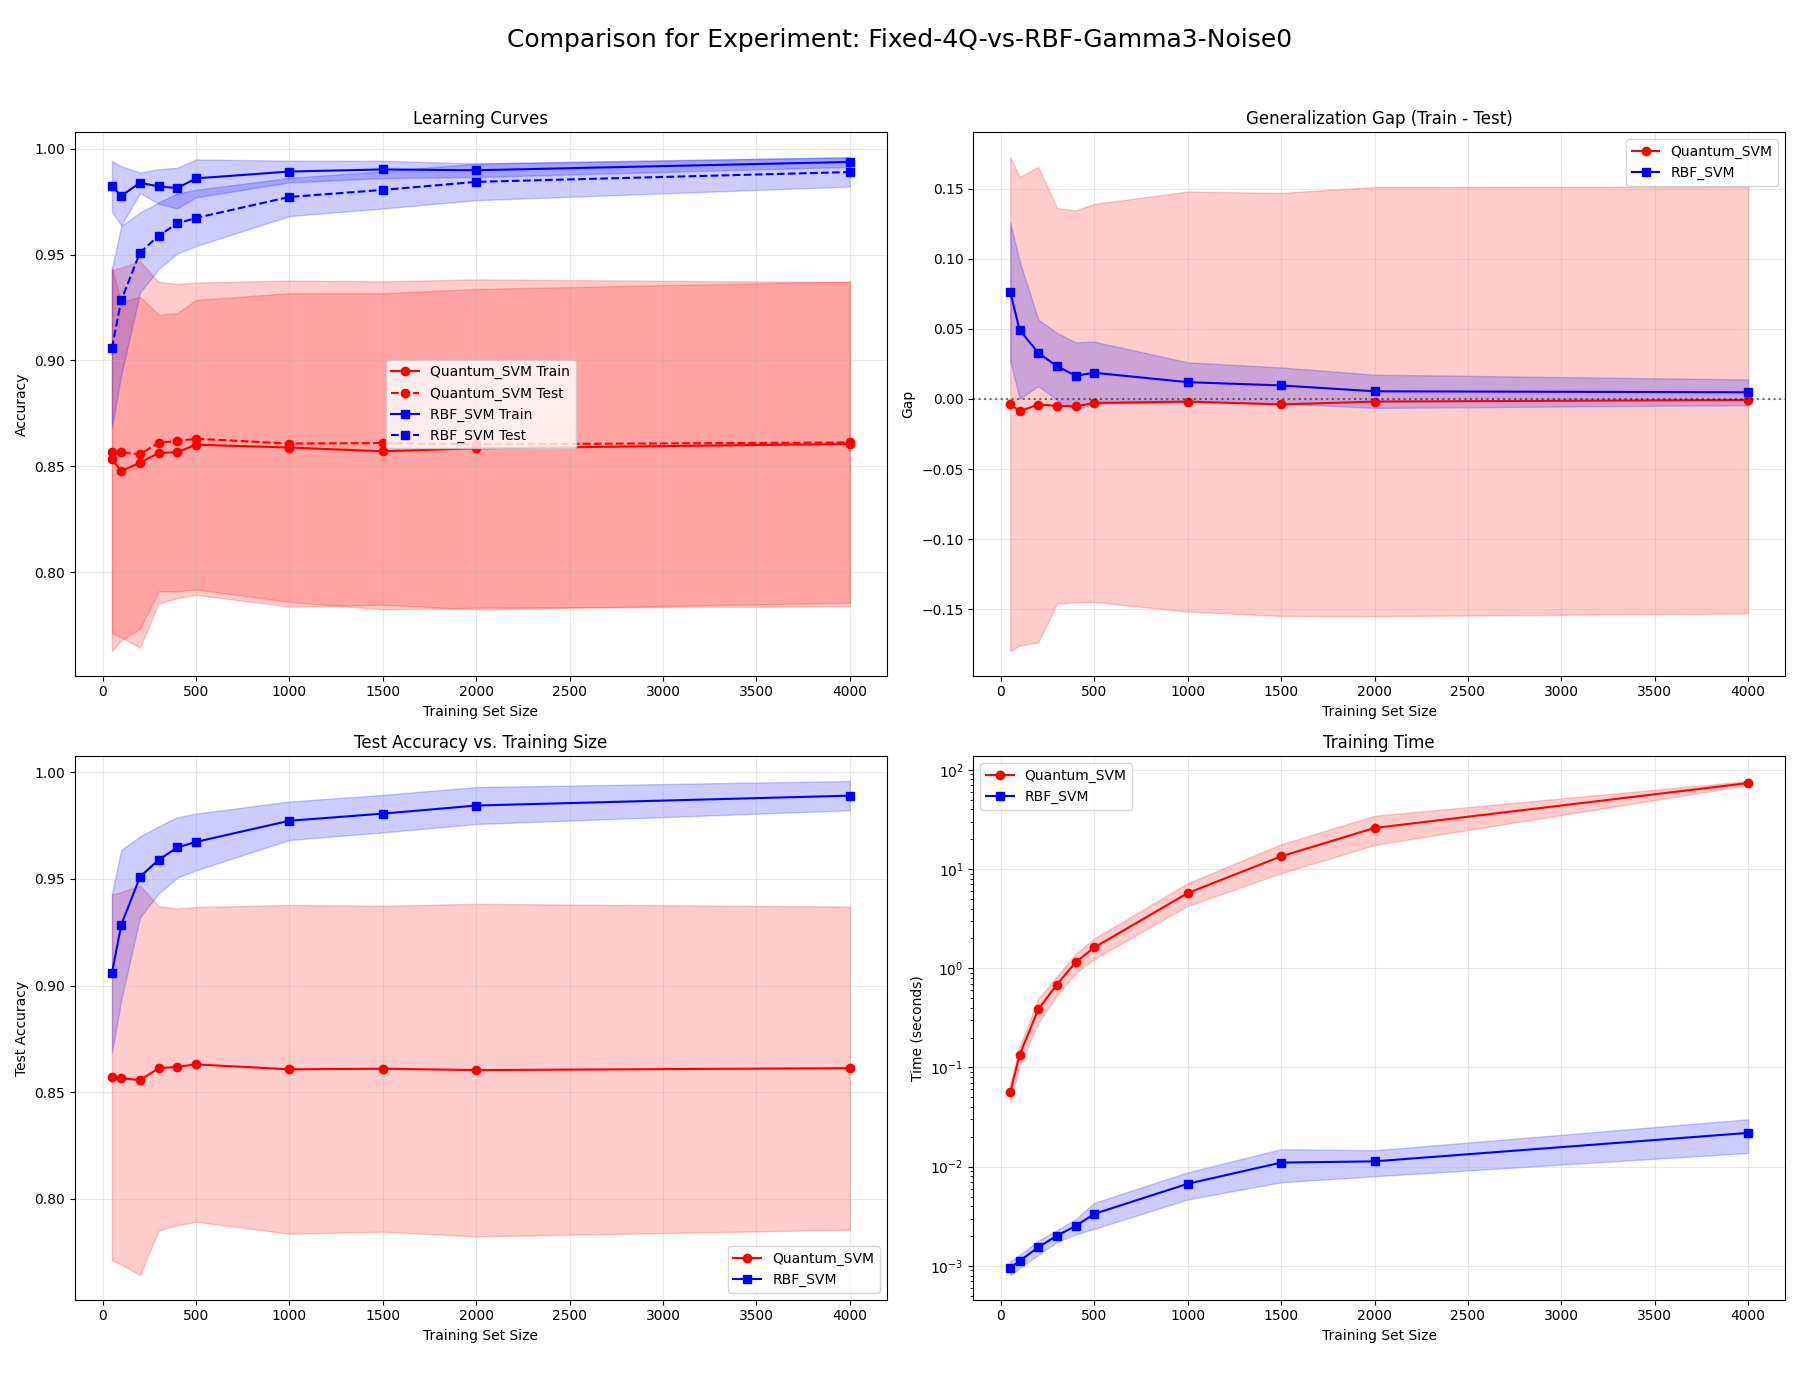 Comparison for Experiment: Fixed-4Q-vs-RBF-Gamma3-Noise0
Learning Curves
1.00
0.95
0.90
0.85
0.80
Accuracy
Quantum_SVM Train
Quantum_SVM Test
RBF_SVM Train
RBF_SVM Test
0 500 1000 1500 2000 2500 3000 3500 4000
Training Set Size
Generalization Gap (Train - Test)
0.15
0.10
0.05
0.00
−0.05
−0.10
−0.15
Gap
Quantum_SVM
RBF_SVM
0 500 1000 1500 2000 2500 3000 3500 4000
Training Set Size
Test Accuracy vs. Training Size
1.00
0.95
0.90
0.85
0.80
Test Accuracy
Quantum_SVM
RBF_SVM
0 500 1000 1500 2000 2500 3000 3500 4000
Training Set Size
Training Time
10²
10¹
10⁰
10⁻¹
10⁻²
10⁻³
Time (seconds)
Quantum_SVM
RBF_SVM
0 500 1000 1500 2000 2500 3000 3500 4000
Training Set Size